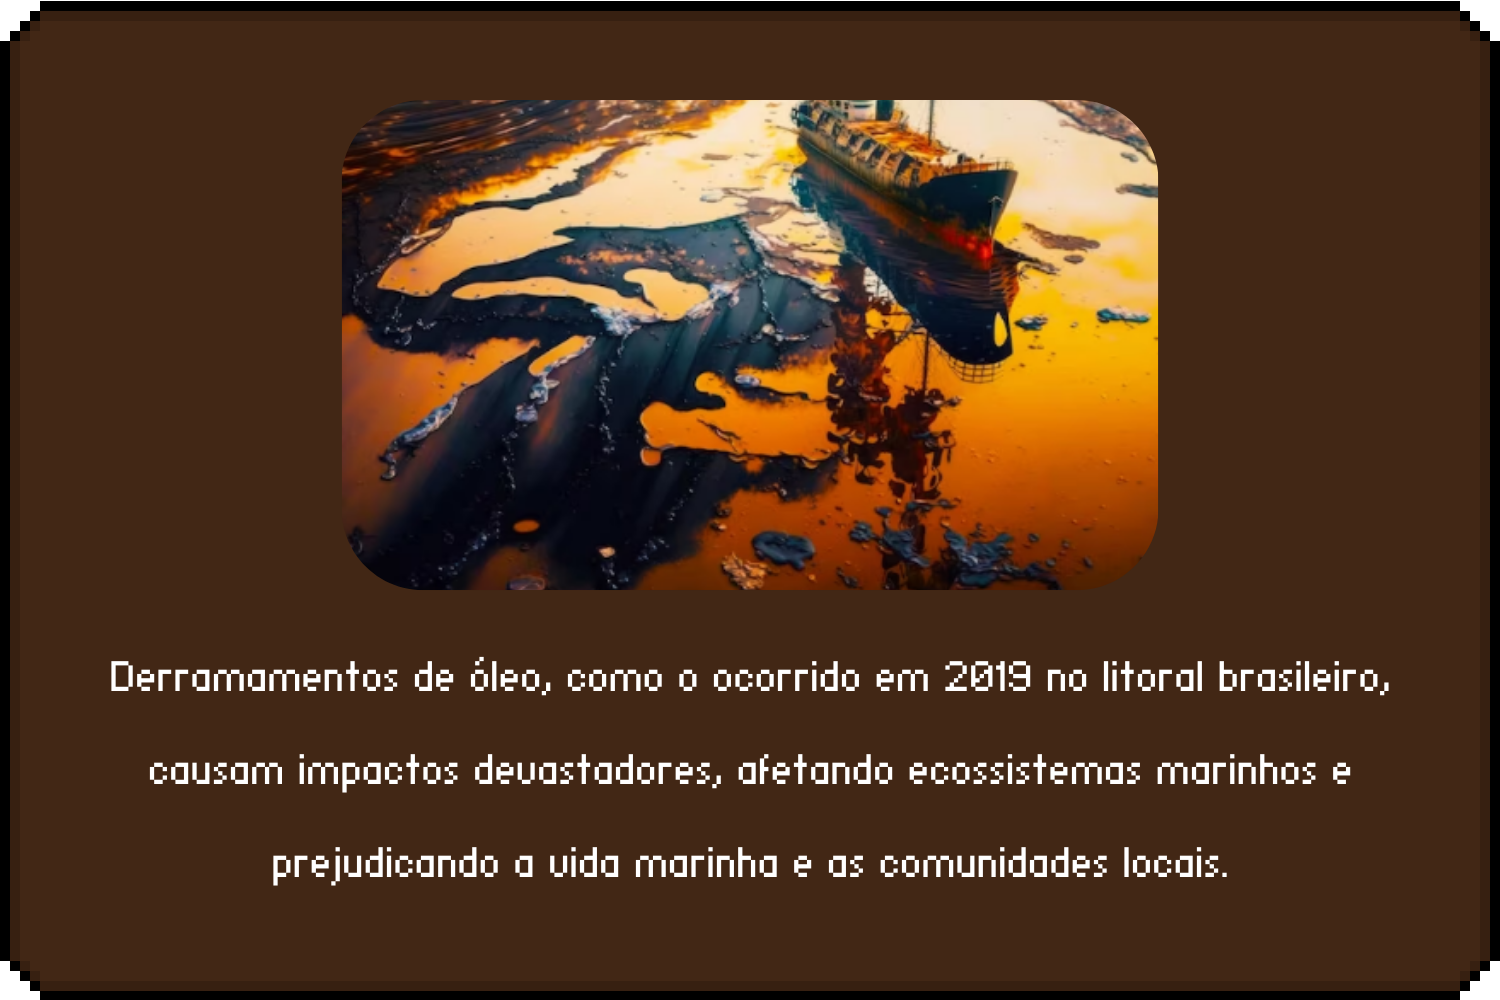 Derramamentos de óleo, como o ocorrido em 2019 no litoral brasileiro,
causam impactos devastadores, afetando ecossistemas marinhos e
prejudicando a vida marinha e as comunidades locais.